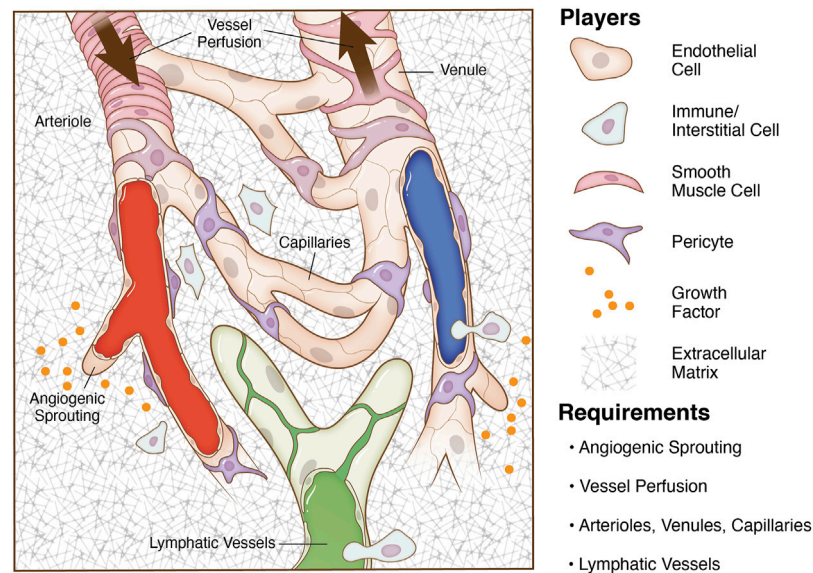 Vessel
Perfusion
Venule
Arteriole
Capillaries
Angiogenic
Sprouting
Lymphatic Vessels
Players
Endothelial
Cell
Immune/
Interstitial Cell
Smooth
Muscle Cell
Pericyte
Growth
Factor
Extracellular
Matrix
Requirements
• Angiogenic Sprouting
• Vessel Perfusion
• Arterioles, Venules, Capillaries
• Lymphatic Vessels